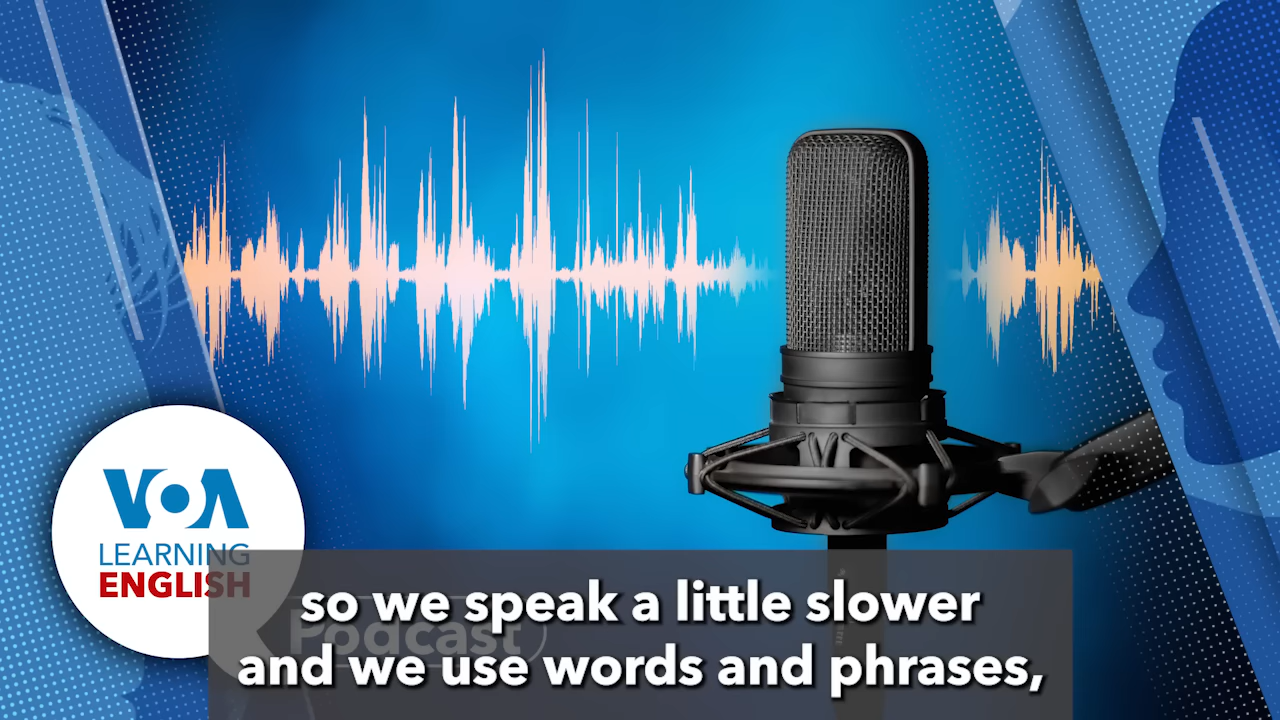 VOA
LEARNING
ENGLISH
Podcast
so we speak a little slower
and we use words and phrases,